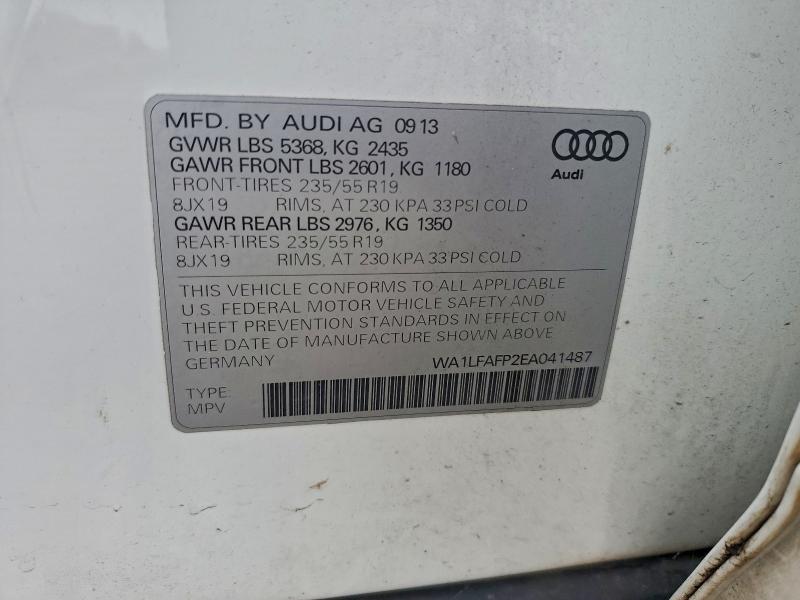 MFD. BY AUDI AG 0913
GVWR LBS 5368, KG 2435
GAWR FRONT LBS 2601, KG 1180
FRONT-TIRES 235/55 R19
8JX19 RIMS, AT 230 KPA 33 PSI COLD
GAWR REAR LBS 2976, KG 1350
REAR-TIRES 235/55 R19
8JX19 RIMS, AT 230 KPA 33 PSI COLD
Audi
THIS VEHICLE CONFORMS TO ALL APPLICABLE
U.S. FEDERAL MOTOR VEHICLE SAFETY AND
THEFT PREVENTION STANDARDS IN EFFECT ON
THE DATE OF MANUFACTURE SHOWN ABOVE.
GERMANY WA1LFAFP2EA041487
TYPE:
MPV